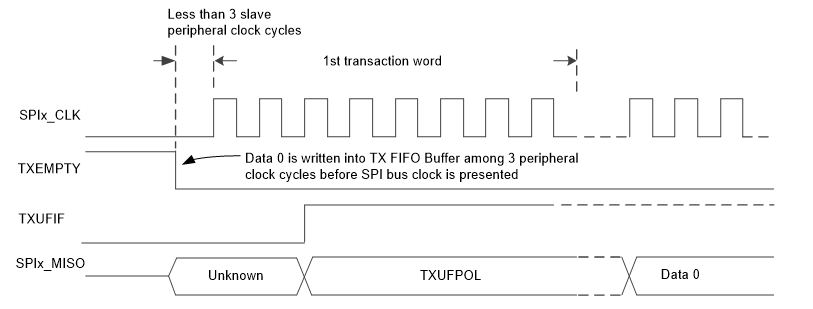 Less than 3 slave
peripheral clock cycles
1st transaction word
SPIx_CLK
TXEMPTY
Data 0 is written into TX FIFO Buffer among 3 peripheral
clock cycles before SPI bus clock is presented
TXUFIF
SPIx_MISO
Unknown
TXUFPOL
Data 0